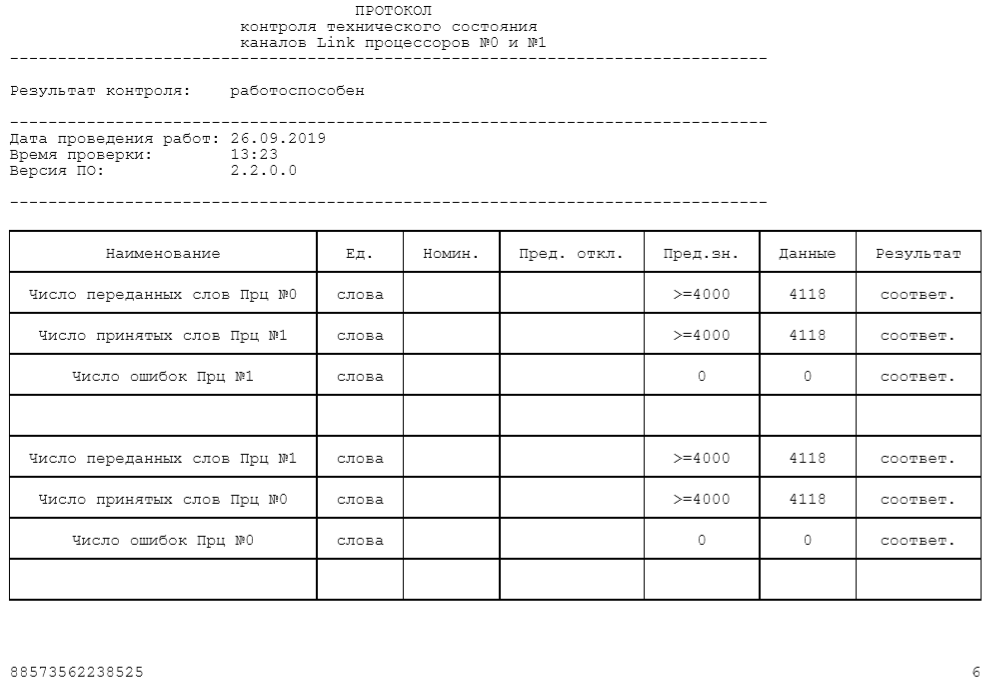 ПРОТОКОЛ
контроля технического состояния
каналов Link процессоров №0 и №1
-------------------------------------------------------------------------------
Результат контроля: работоспособен
-------------------------------------------------------------------------------
Дата проведения работ: 26.09.2019
Время проверки: 13:23
Версия ПО: 2.2.0.0
-------------------------------------------------------------------------------
Наименование Ед. Номин. Пред. откл. Пред.зн. Данные Результат
Число переданных слов Прц №0 слова >=4000 4118 соответ.
Число принятых слов Прц №1 слова >=4000 4118 соответ.
Число ошибок Прц №1 слова 0 0 соответ.
Число переданных слов Прц №1 слова >=4000 4118 соответ.
Число принятых слов Прц №0 слова >=4000 4118 соответ.
Число ошибок Прц №0 слова 0 0 соответ.
88573562238525 6